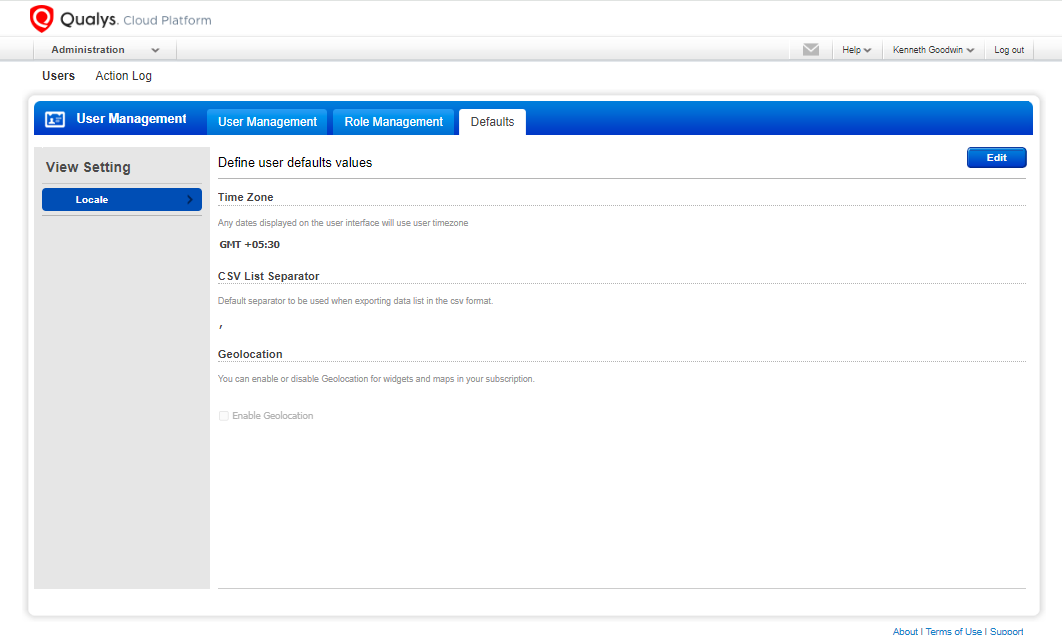 Qualys. Cloud Platform
Administration Help Kenneth Goodwin Log out
Users Action Log
User Management User Management Role Management Defaults
View Setting
Locale
Define user defaults values Edit
Time Zone
Any dates displayed on the user interface will use user timezone
GMT +05:30
CSV List Separator
Default separator to be used when exporting data list in the csv format.
,
Geolocation
You can enable or disable Geolocation for widgets and maps in your subscription.
Enable Geolocation
About | Terms of Use | Support